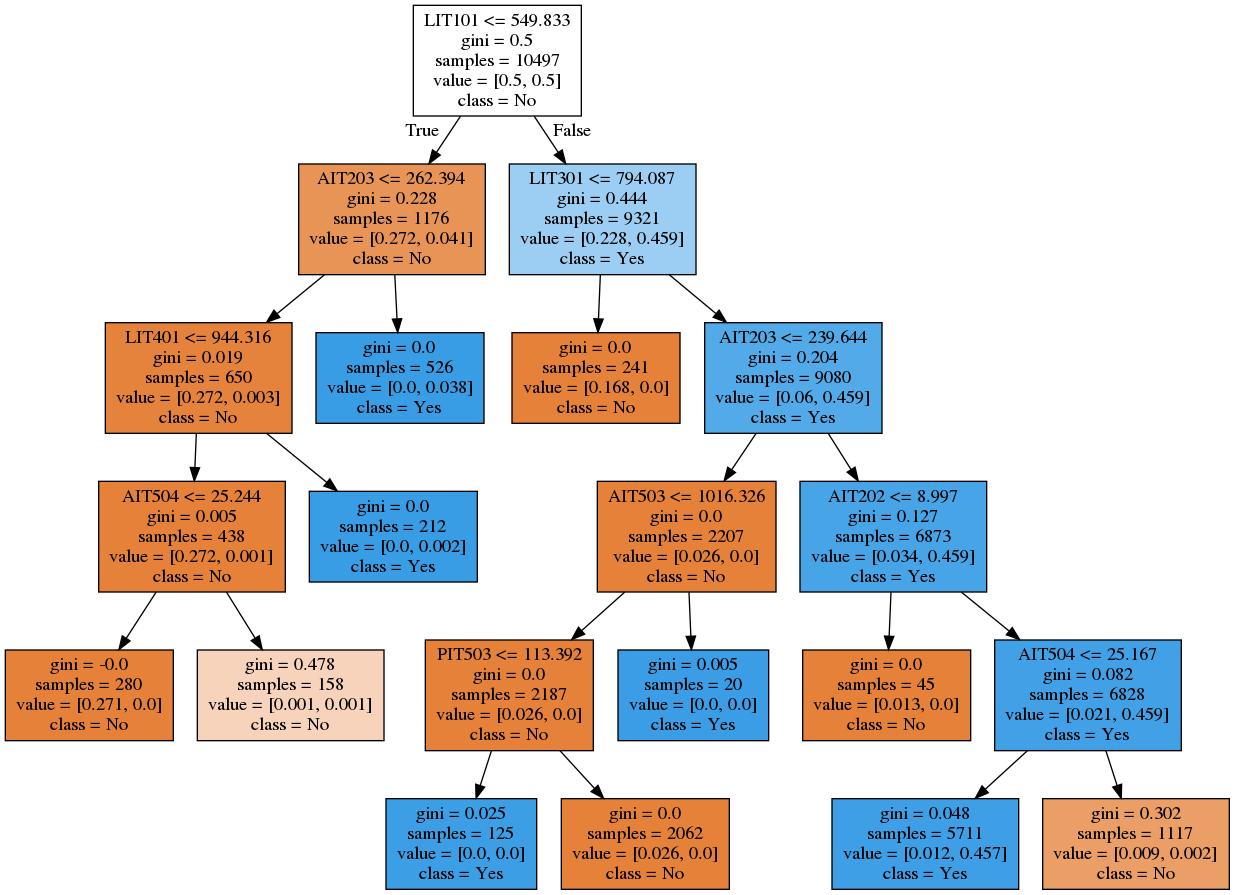 LIT101 <= 549.833
gini = 0.5
samples = 10497
value = [0.5, 0.5]
class = No
True
False
AIT203 <= 262.394
gini = 0.228
samples = 1176
value = [0.272, 0.041]
class = No
LIT301 <= 794.087
gini = 0.444
samples = 9321
value = [0.228, 0.459]
class = Yes
LIT401 <= 944.316
gini = 0.019
samples = 650
value = [0.272, 0.003]
class = No
gini = 0.0
samples = 526
value = [0.0, 0.038]
class = Yes
gini = 0.0
samples = 241
value = [0.168, 0.0]
class = No
AIT203 <= 239.644
gini = 0.204
samples = 9080
value = [0.06, 0.459]
class = Yes
AIT504 <= 25.244
gini = 0.005
samples = 438
value = [0.272, 0.001]
class = No
gini = 0.0
samples = 212
value = [0.0, 0.002]
class = Yes
AIT503 <= 1016.326
gini = 0.0
samples = 2207
value = [0.026, 0.0]
class = No
AIT202 <= 8.997
gini = 0.127
samples = 6873
value = [0.034, 0.459]
class = Yes
gini = -0.0
samples = 280
value = [0.271, 0.0]
class = No
gini = 0.478
samples = 158
value = [0.001, 0.001]
class = No
PIT503 <= 113.392
gini = 0.0
samples = 2187
value = [0.026, 0.0]
class = No
gini = 0.005
samples = 20
value = [0.0, 0.0]
class = Yes
gini = 0.0
samples = 45
value = [0.013, 0.0]
class = No
AIT504 <= 25.167
gini = 0.082
samples = 6828
value = [0.021, 0.459]
class = Yes
gini = 0.025
samples = 125
value = [0.0, 0.0]
class = Yes
gini = 0.0
samples = 2062
value = [0.026, 0.0]
class = No
gini = 0.048
samples = 5711
value = [0.012, 0.457]
class = Yes
gini = 0.302
samples = 1117
value = [0.009, 0.002]
class = No